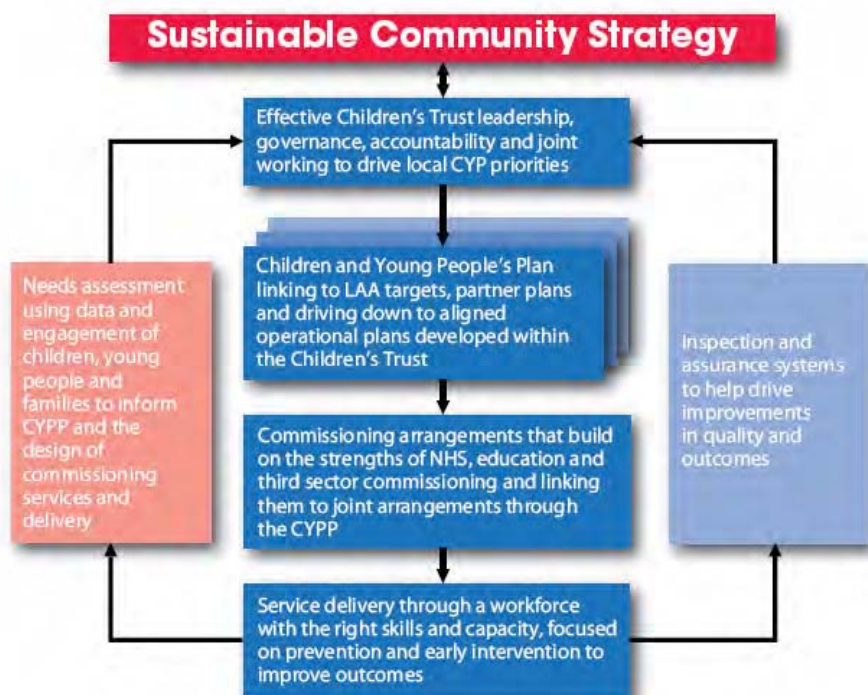 Sustainable Community Strategy
Effective Children's Trust leadership,
governance, accountability and joint
working to drive local CYP priorities
Children and Young People's Plan
linking to LAA targets, partner plans
and driving down to aligned
operational plans developed within
the Children's Trust
Needs assessment
using data and
engagement of
children, young
people and
families to inform
CYPP and the
design of
commissioning
services and
delivery
Inspection and
assurance systems
to help drive
improvements
in quality and
outcomes
Commissioning arrangements that build
on the strengths of NHS, education and
third sector commissioning and linking
them to joint arrangements through
the CYPP
Service delivery through a workforce
with the right skills and capacity, focused
on prevention and early intervention to
improve outcomes